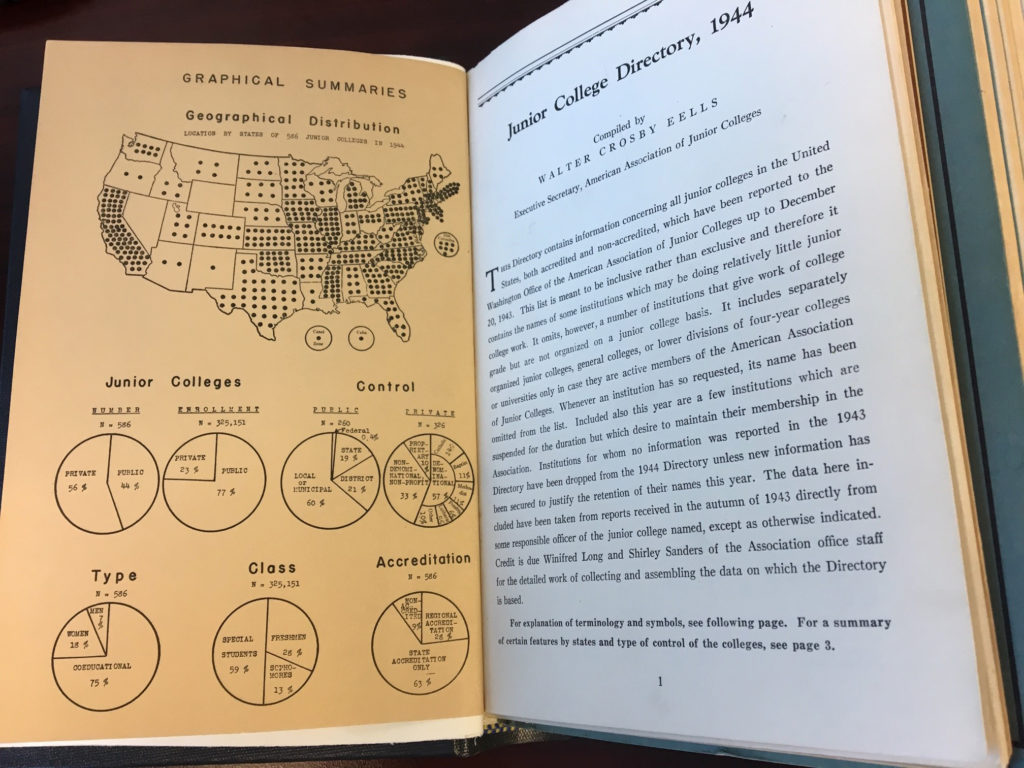 GRAPHICAL SUMMARIES
Geographical Distribution
LOCATION BY STATES OF 586 JUNIOR COLLEGES IN 1944
Canal
Zone
Cuba
Junior Colleges
NUMBER
N = 586
PRIVATE
56 %
PUBLIC
44 %
ENROLLMENT
N = 325,151
PRIVATE
23 %
PUBLIC
77 %
Control
PUBLIC
N = 260
Federal
0.4%
STATE
19 %
DISTRICT
21 %
LOCAL
OR
MUNICIPAL
60 %
PRIVATE
N = 326
PROP-
RIET-
ARY
10
NON-
DENOMI-
NATIONAL
NON-PROFIT
33 %
DE-
NOM-
INA-
TIONAL
57 %
Baptist
11%
Metho-
dist
Type
N = 586
MEN
7
%
WOMEN
18 %
COEDUCATIONAL
75 %
Class
N = 325,151
SPECIAL
STUDENTS
59 %
FRESHMEN
28 %
SOPHO-
MORES
13 %
Accreditation
N = 586
NON-
9%
REGIONAL
ACCREDI-
TATION
28 %
STATE
ACCREDITATION
ONLY
63 %
Junior College Directory, 1944
Compiled by
WALTER CROSBY EELLS
Executive Secretary, American Association of Junior Colleges
THIS Directory contains information concerning all junior colleges in the United
States, both accredited and non-accredited, which have been reported to the
Washington Office of the American Association of Junior Colleges up to December
20, 1943. This list is meant to be inclusive rather than exclusive and therefore it
contains the names of some institutions which may be doing relatively little junior
college work. It omits, however, a number of institutions that give work of college
grade but are not organized on a junior college basis. It includes separately
organized junior colleges, general colleges, or lower divisions of four-year colleges
or universities only in case they are active members of the American Association
of Junior Colleges. Whenever an institution has so requested, its name has been
omitted from the list. Included also this year are a few institutions which are
suspended for the duration but which desire to maintain their membership in the
Association. Institutions for whom no information was reported in the 1943
Directory have been dropped from the 1944 Directory unless new information has
been secured to justify the retention of their names this year. The data here in-
cluded have been taken from reports received in the autumn of 1943 directly from
some responsible officer of the junior college named, except as otherwise indicated.
Credit is due Winifred Long and Shirley Sanders of the Association office staff
for the detailed work of collecting and assembling the data on which the Directory
is based.
For explanation of terminology and symbols, see following page. For a summary
of certain features by states and type of control of the colleges, see page 3.
1